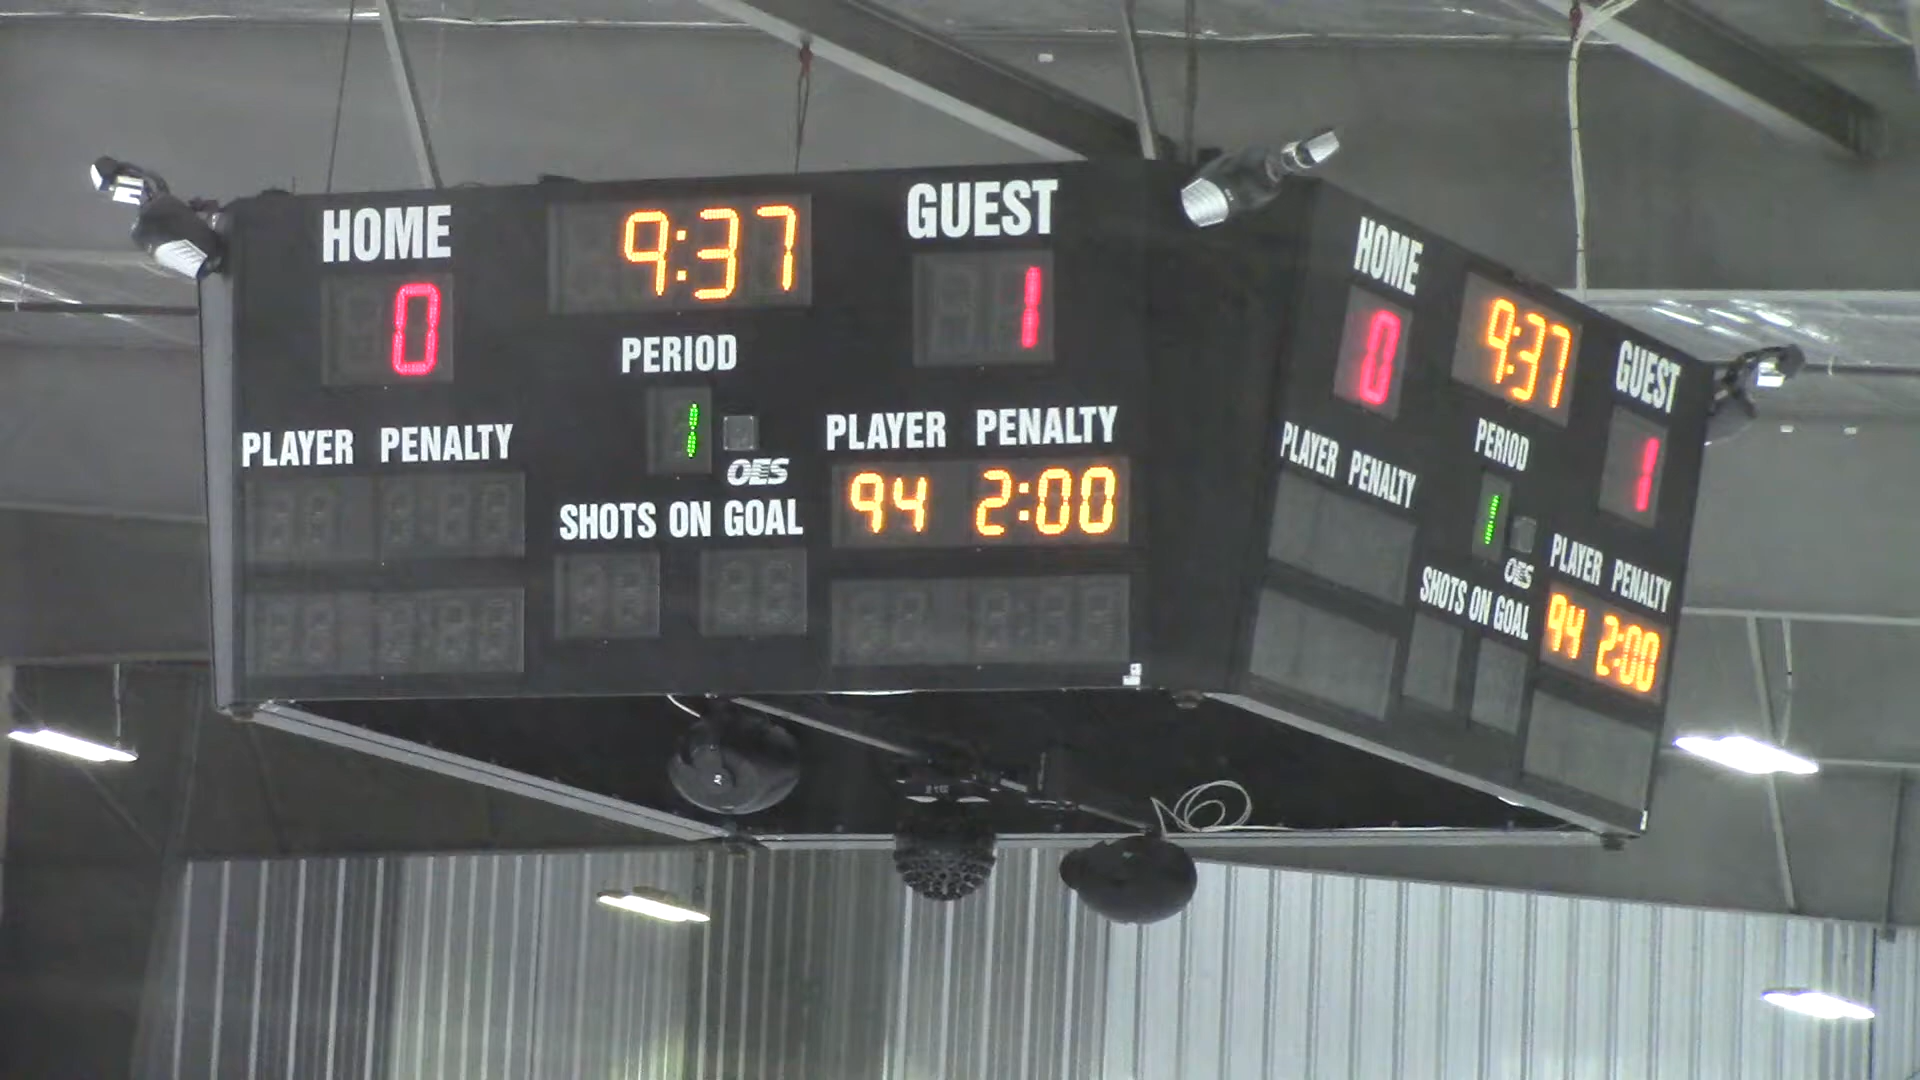 HOME 9:37 GUEST
0 1
PERIOD
1
PLAYER PENALTY PLAYER PENALTY
OES
94 2:00
SHOTS ON GOAL
HOME 9:37 GUEST
0 1
PERIOD
1
PLAYER PENALTY PLAYER PENALTY
OES
94 2:00
SHOTS ON GOAL